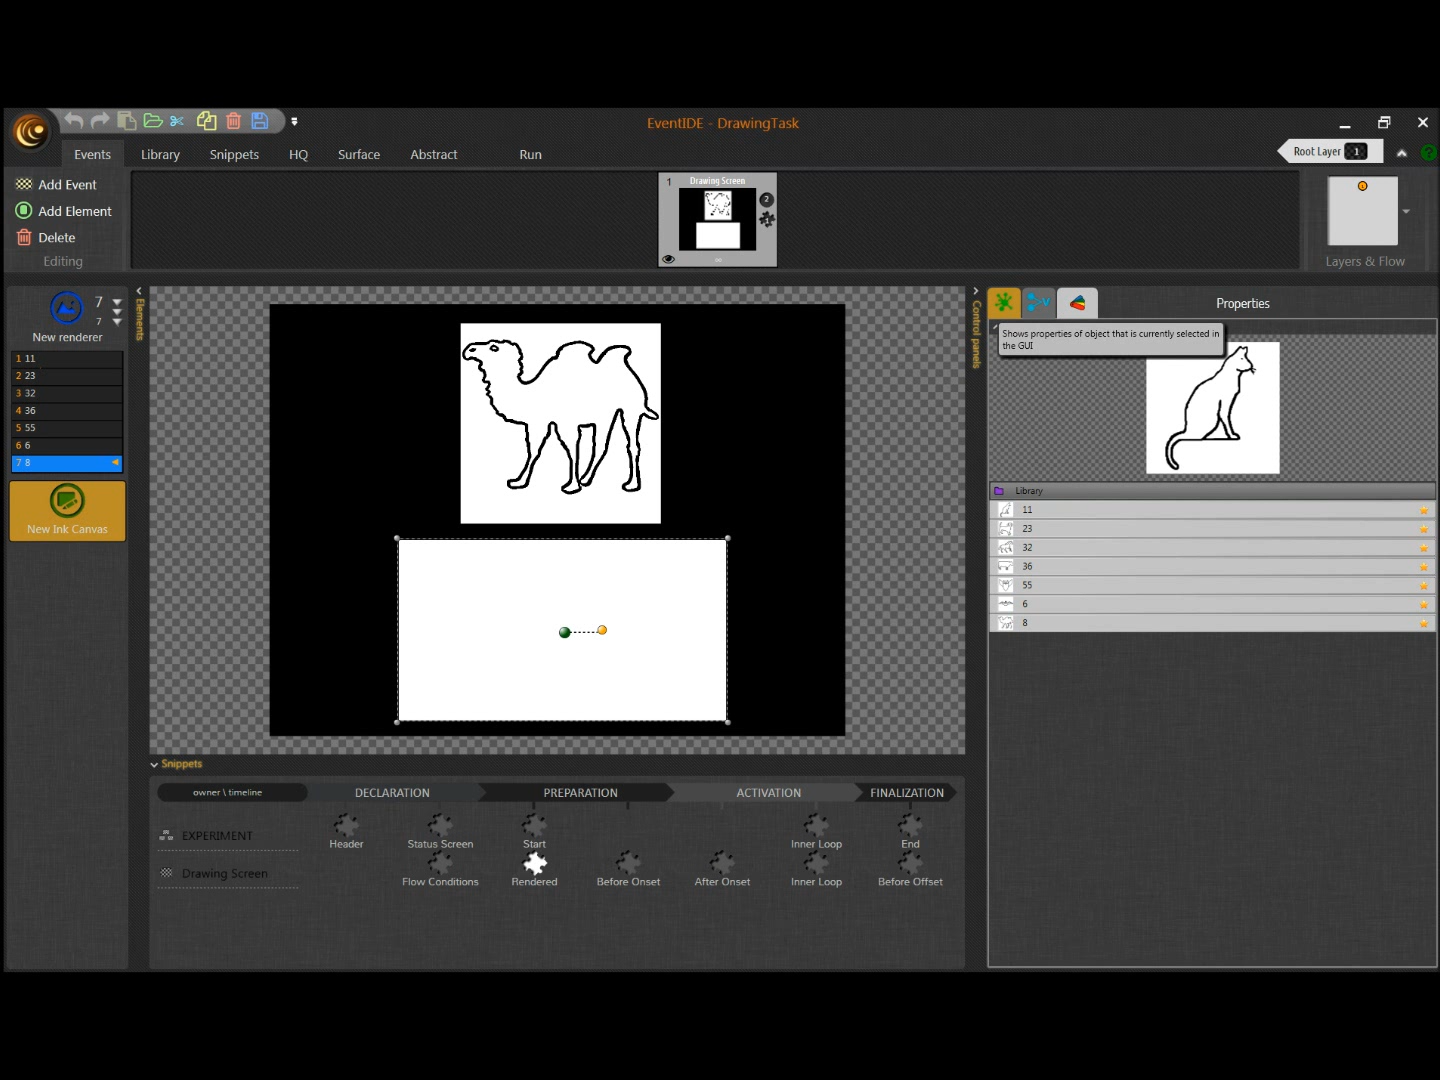 EventIDE - DrawingTask
Events Library Snippets HQ Surface Abstract Run
Root Layer 1
Add Event
Add Element
Delete
Editing
1 Drawing Screen
2
Layers & Flow
7
7
New renderer
1 11
2 23
3 32
4 36
5 55
6 6
7 8
New Ink Canvas
Elements
Control panels
Properties
Shows properties of object that is currently selected in
the GUI
Library
11
23
32
36
55
6
8
Snippets
owner \ timeline DECLARATION PREPARATION ACTIVATION FINALIZATION
EXPERIMENT
Header Status Screen Start Inner Loop End
Drawing Screen
Flow Conditions Rendered Before Onset After Onset Inner Loop Before Offset